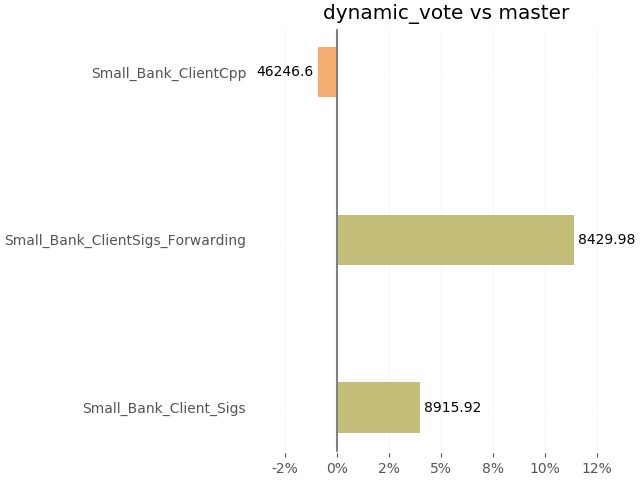 dynamic_vote vs master
Small_Bank_ClientCpp 46246.6
Small_Bank_ClientSigs_Forwarding 8429.98
Small_Bank_Client_Sigs 8915.92
-2% 0% 2% 5% 8% 10% 12%